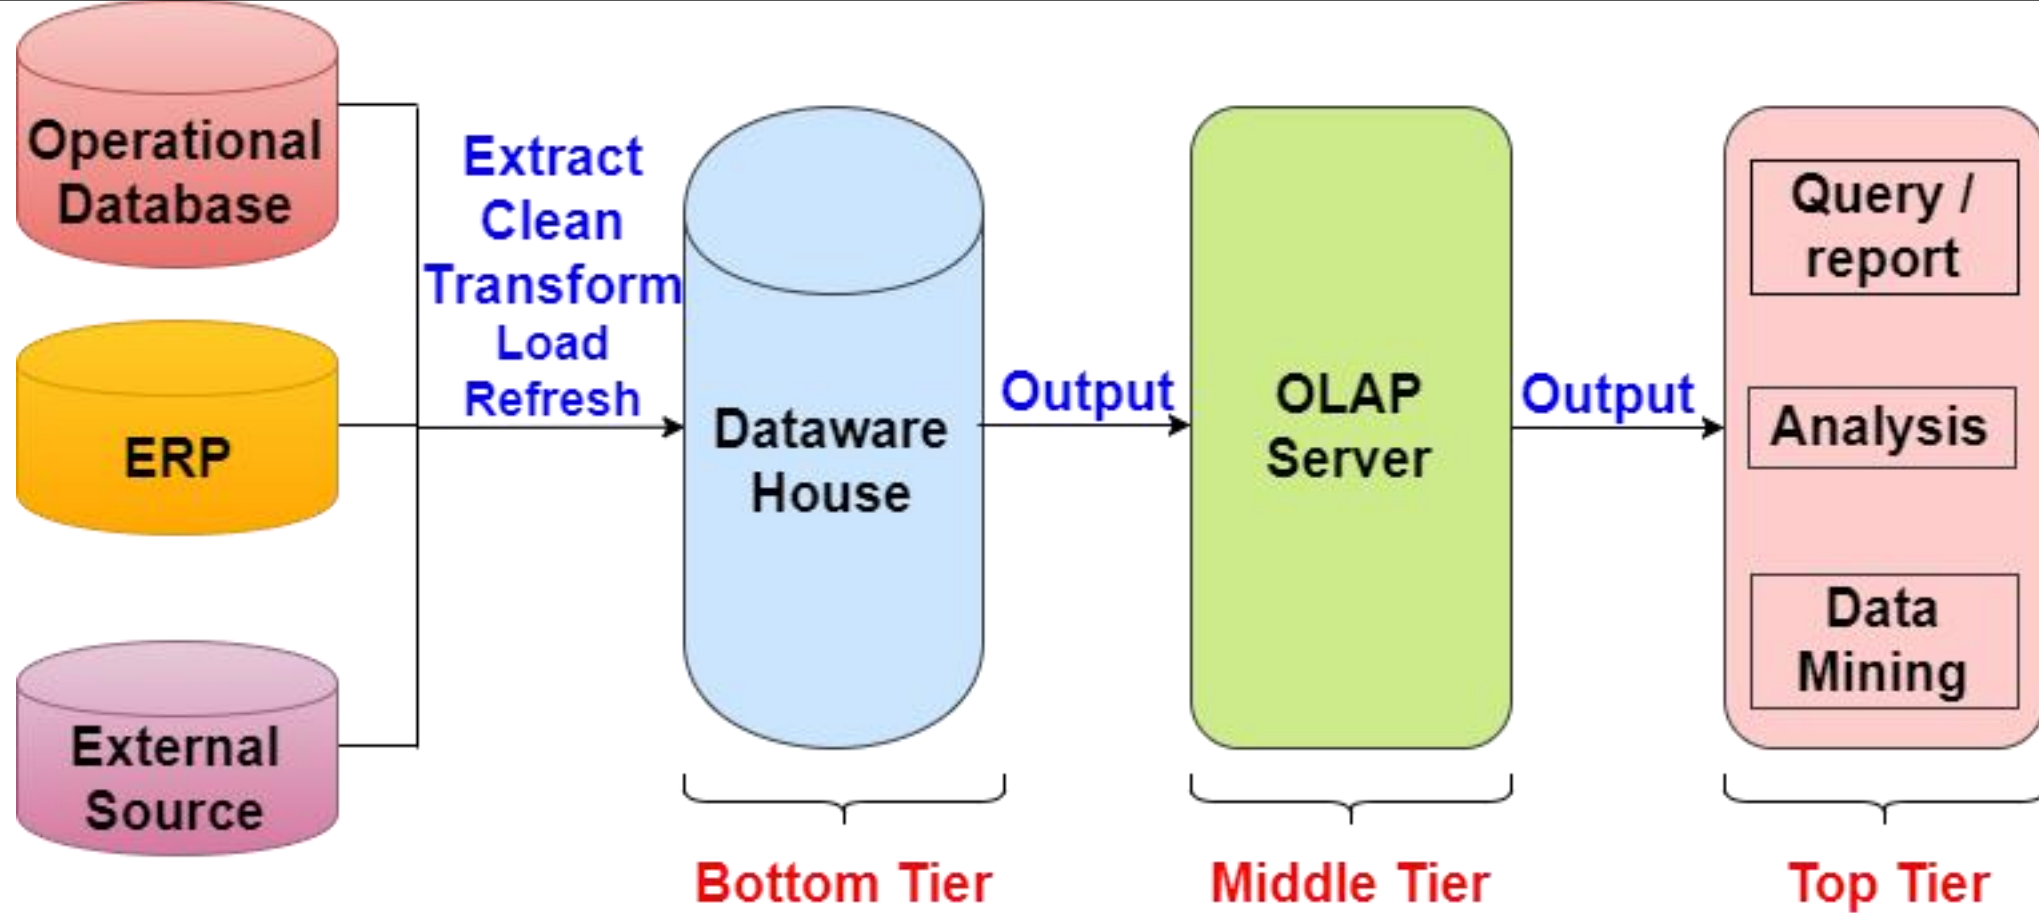 Operational
Database
ERP
External
Source
Extract
Clean
Transform
Load
Refresh
Dataware
House
Output
OLAP
Server
Output
Query /
report
Analysis
Data
Mining
Bottom Tier
Middle Tier
Top Tier